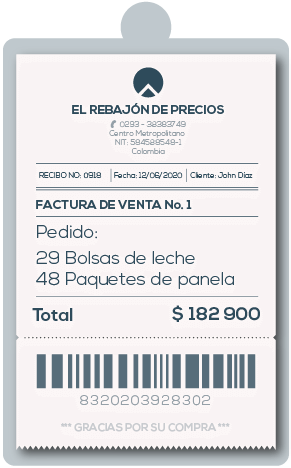 EL REBAJÓN DE PRECIOS
0293 - 38383749
Centro Metropolitano
NIT: 584588548-1
Colombia
RECIBO NO: 0918 Fecha: 12/06/2020 Cliente: John Díaz
FACTURA DE VENTA No. 1
Pedido:
29 Bolsas de leche
48 Paquetes de panela
Total $ 182 900
8320203928302
*** GRACIAS POR SU COMPRA ***